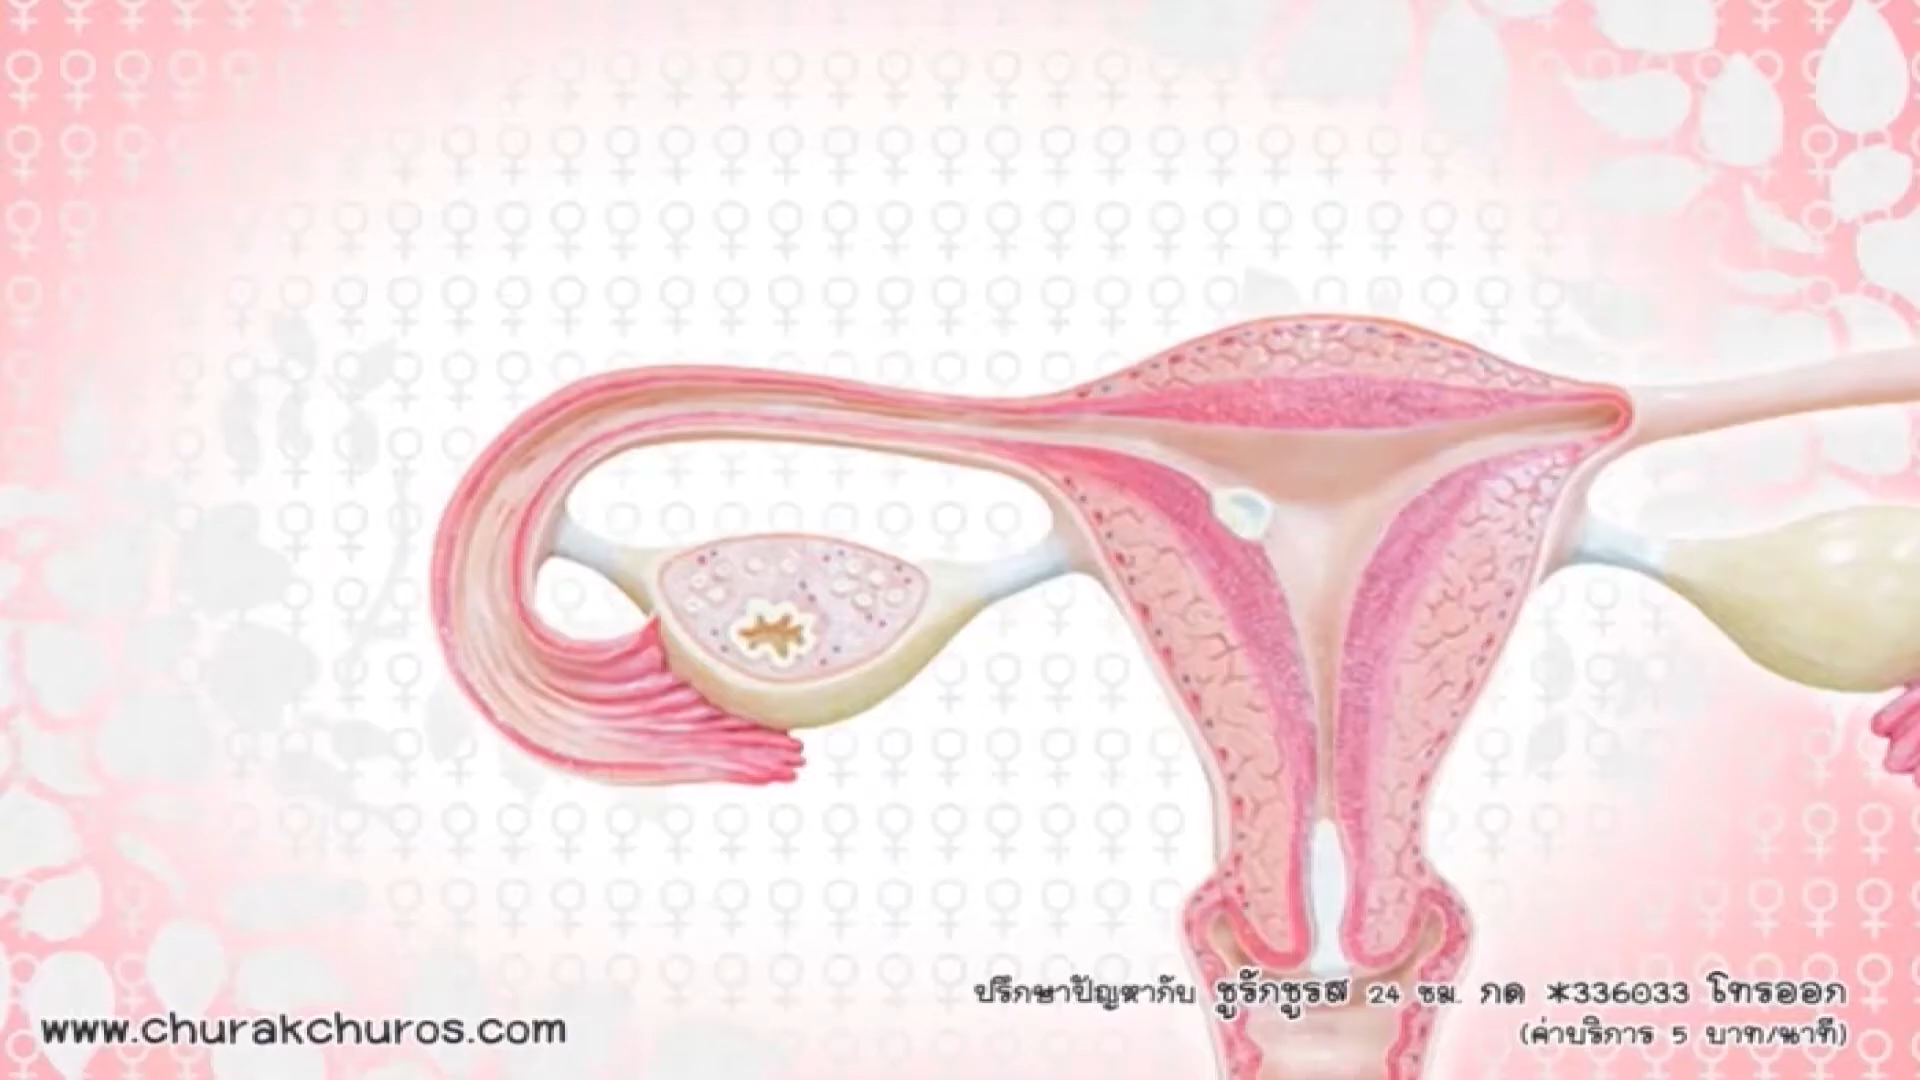 ปรึกษาปัญหากับ ชูรักชูรส 24 ชม. กด *336033 โทรออก
www.churakchuros.com
(ค่าบริการ 5 บาท/นาที)